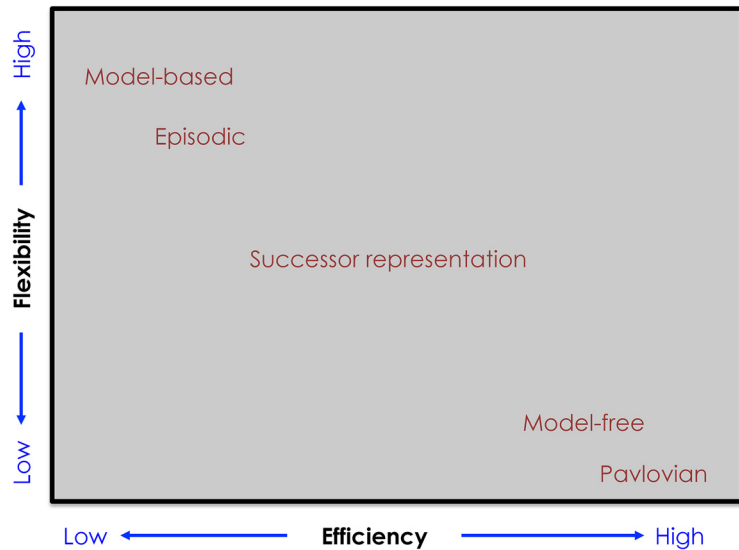 High
Model-based
Episodic
Flexibility
Successor representation
Model-free
Low
Pavlovian
Low Efficiency High